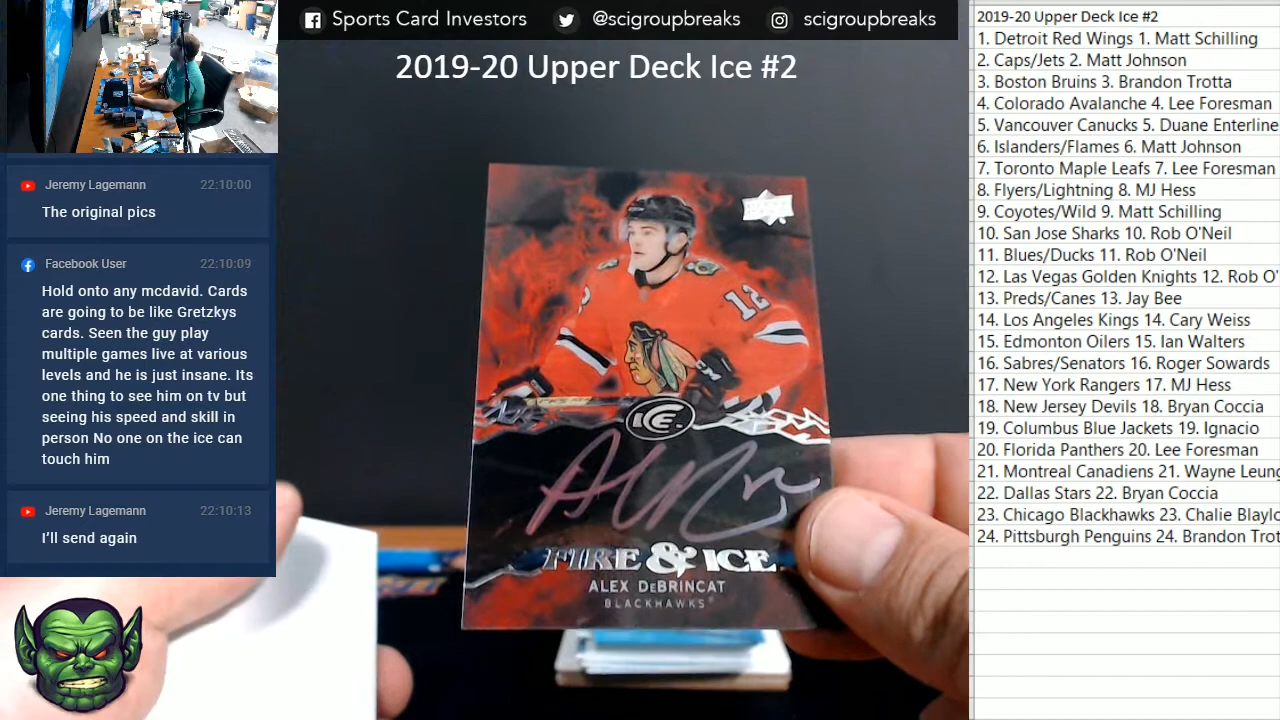 Sports Card Investors @scigroupbreaks scigroupbreaks
2019-20 Upper Deck Ice #2
Jeremy Lagemann 22:10:00
The original pics
Facebook User 22:10:09
Hold onto any mcdavid. Cards
are going to be like Gretzkys
cards. Seen the guy play
multiple games live at various
levels and he is just insane. Its
one thing to see him on tv but
seeing his speed and skill in
person No one on the ice can
touch him
Jeremy Lagemann 22:10:13
I'll send again
12
ICE
FIRE & ICE
ALEX DEBRINCAT
BLACKHAWKS
2019-20 Upper Deck Ice #2
1. Detroit Red Wings 1. Matt Schilling
2. Caps/Jets 2. Matt Johnson
3. Boston Bruins 3. Brandon Trotta
4. Colorado Avalanche 4. Lee Foresman
5. Vancouver Canucks 5. Duane Enterline
6. Islanders/Flames 6. Matt Johnson
7. Toronto Maple Leafs 7. Lee Foresman
8. Flyers/Lightning 8. MJ Hess
9. Coyotes/Wild 9. Matt Schilling
10. San Jose Sharks 10. Rob O'Neil
11. Blues/Ducks 11. Rob O'Neil
12. Las Vegas Golden Knights 12. Rob O'
13. Preds/Canes 13. Jay Bee
14. Los Angeles Kings 14. Cary Weiss
15. Edmonton Oilers 15. Ian Walters
16. Sabres/Senators 16. Roger Sowards
17. New York Rangers 17. MJ Hess
18. New Jersey Devils 18. Bryan Coccia
19. Columbus Blue Jackets 19. Ignacio
20. Florida Panthers 20. Lee Foresman
21. Montreal Canadiens 21. Wayne Leung
22. Dallas Stars 22. Bryan Coccia
23. Chicago Blackhawks 23. Chalie Blaylo
24. Pittsburgh Penguins 24. Brandon Trot